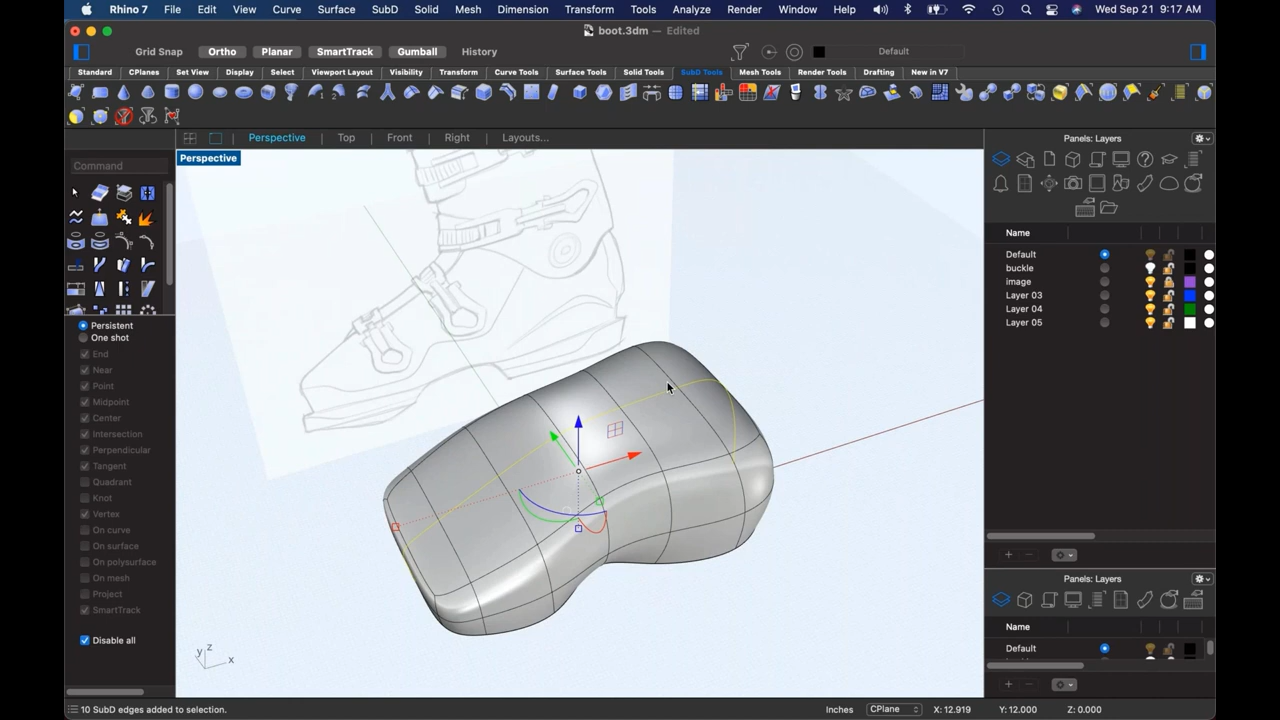 Rhino 7 File Edit View Curve Surface SubD Solid Mesh Dimension Transform Tools Analyze Render Window Help Wed Sep 21 9:17 AM
boot.3dm — Edited
Grid Snap Ortho Planar SmartTrack Gumball History Default
Standard CPlanes Set View Display Select Viewport Layout Visibility Transform Curve Tools Surface Tools Solid Tools SubD Tools Mesh Tools Render Tools Drafting New in V7
Perspective Top Front Right Layouts... Panels: Layers
Perspective
Command
Name
Default
buckle
image
Layer 03
Layer 04
Layer 05
Persistent
One shot
End
Near
Point
Midpoint
Center
Intersection
Perpendicular
Tangent
Quadrant
Knot
Vertex
On curve
On surface
On polysurface
On mesh
Project
SmartTrack
Disable all
Panels: Layers
Name
Default
z
y
x
10 SubD edges added to selection. Inches CPlane X: 12.919 Y: 12.000 Z: 0.000